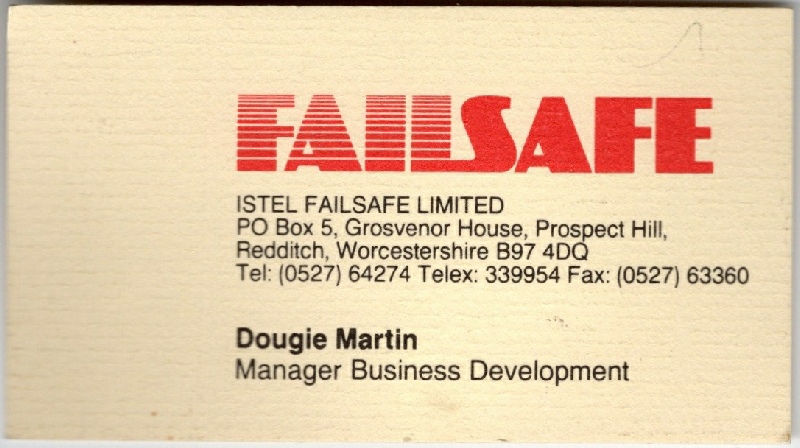 FAILSAFE
ISTEL FAILSAFE LIMITED
PO Box 5, Grosvenor House, Prospect Hill,
Redditch, Worcestershire B97 4DQ
Tel: (0527) 64274 Telex: 339954 Fax: (0527) 63360
Dougie Martin
Manager Business Development